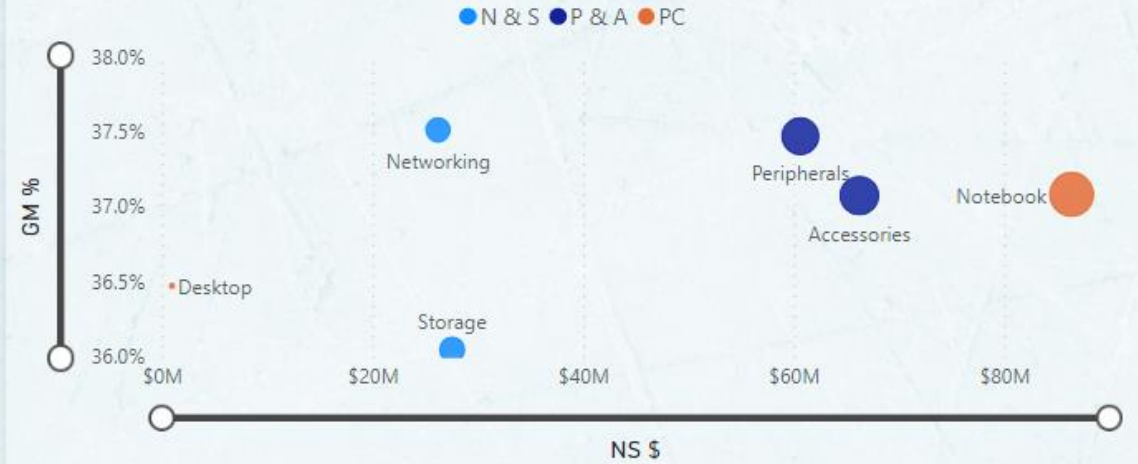 N & S P & A PC
38.0%
37.5%
Networking
Peripherals
37.0%
Notebook
GM %
Accessories
36.5%
Desktop
Storage
36.0%
$0M $20M $40M $60M $80M
NS $